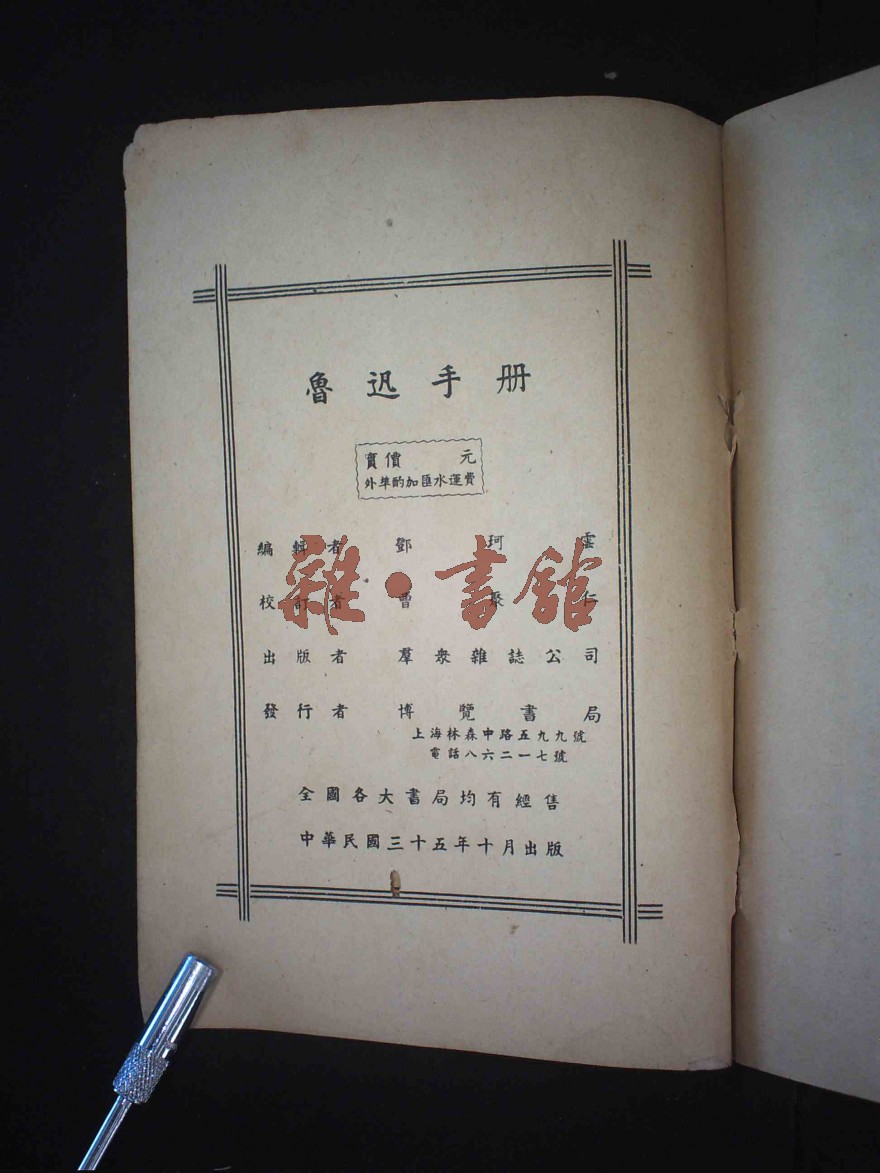 魯迅手册
實價 元
外埠酌加匯水運費
編輯者 鄧珂雲
校訂者 曹聚仁
出版者 羣衆雜誌公司
發行者 博覽書局
上海林森中路五九九號
電話八六二一七號
全國各大書局均有經售
中華民國三十五年十月出版
雜·書館